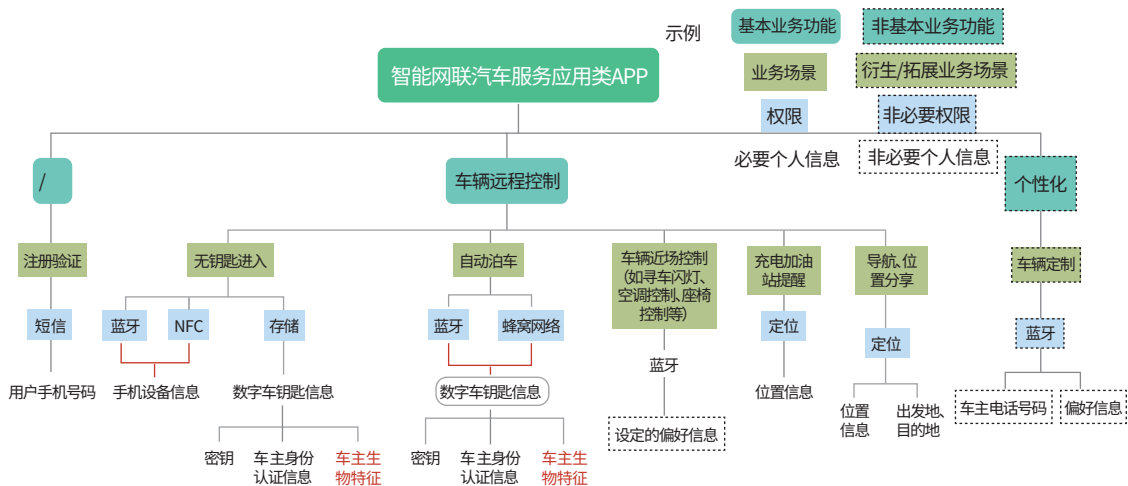 示例
基本业务功能
非基本业务功能
智能网联汽车服务应用类APP
业务场景
衍生/拓展业务场景
权限
非必要权限
必要个人信息
非必要个人信息
/
车辆远程控制
个性化
注册验证
无钥匙进入
自动泊车
车辆近场控制
(如寻车闪灯、
空调控制、座椅
控制等)
充电加油
站提醒
导航、位
置分享
车辆定制
短信
蓝牙
NFC
存储
蓝牙
蜂窝网络
蓝牙
定位
定位
蓝牙
用户手机号码
手机设备信息
数字车钥匙信息
数字车钥匙信息
设定的偏好信息
位置信息
位置
信息
出发地、
目的地
车主电话号码
偏好信息
密钥
车主身份
认证信息
车主生
物特征
密钥
车主身份
认证信息
车主生
物特征